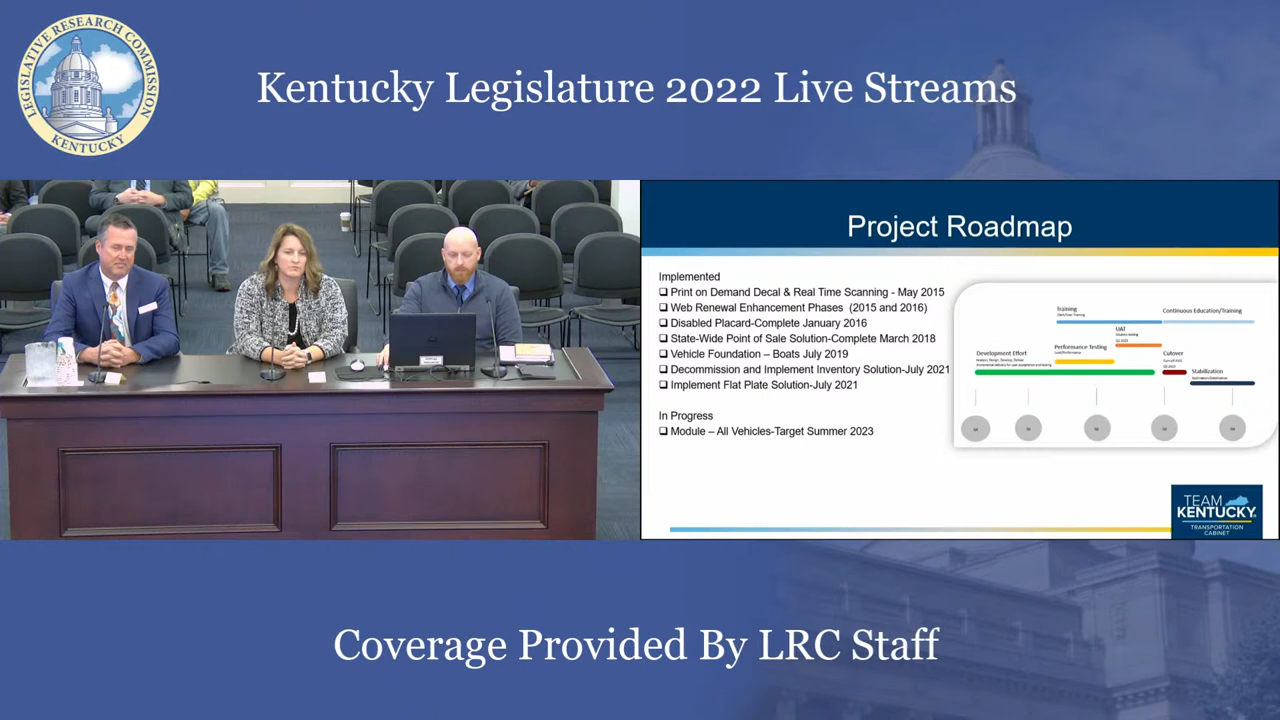 LEGISLATIVE RESEARCH COMMISSION
KENTUCKY
Kentucky Legislature 2022 Live Streams
Project Roadmap
Implemented
❑ Print on Demand Decal & Real Time Scanning - May 2015
❑ Web Renewal Enhancement Phases (2015 and 2016)
❑ Disabled Placard-Complete January 2016
❑ State-Wide Point of Sale Solution-Complete March 2018
❑ Vehicle Foundation – Boats July 2019
❑ Decommission and Implement Inventory Solution-July 2021
❑ Implement Flat Plate Solution-July 2021
In Progress
❑ Module – All Vehicles-Target Summer 2023
Training
Continuous Education/Training
UAT
Performance Testing
Load/Performance
Development Effort
Cutover
Stabilization
TEAM
KENTUCKY
TRANSPORTATION
CABINET
Coverage Provided By LRC Staff